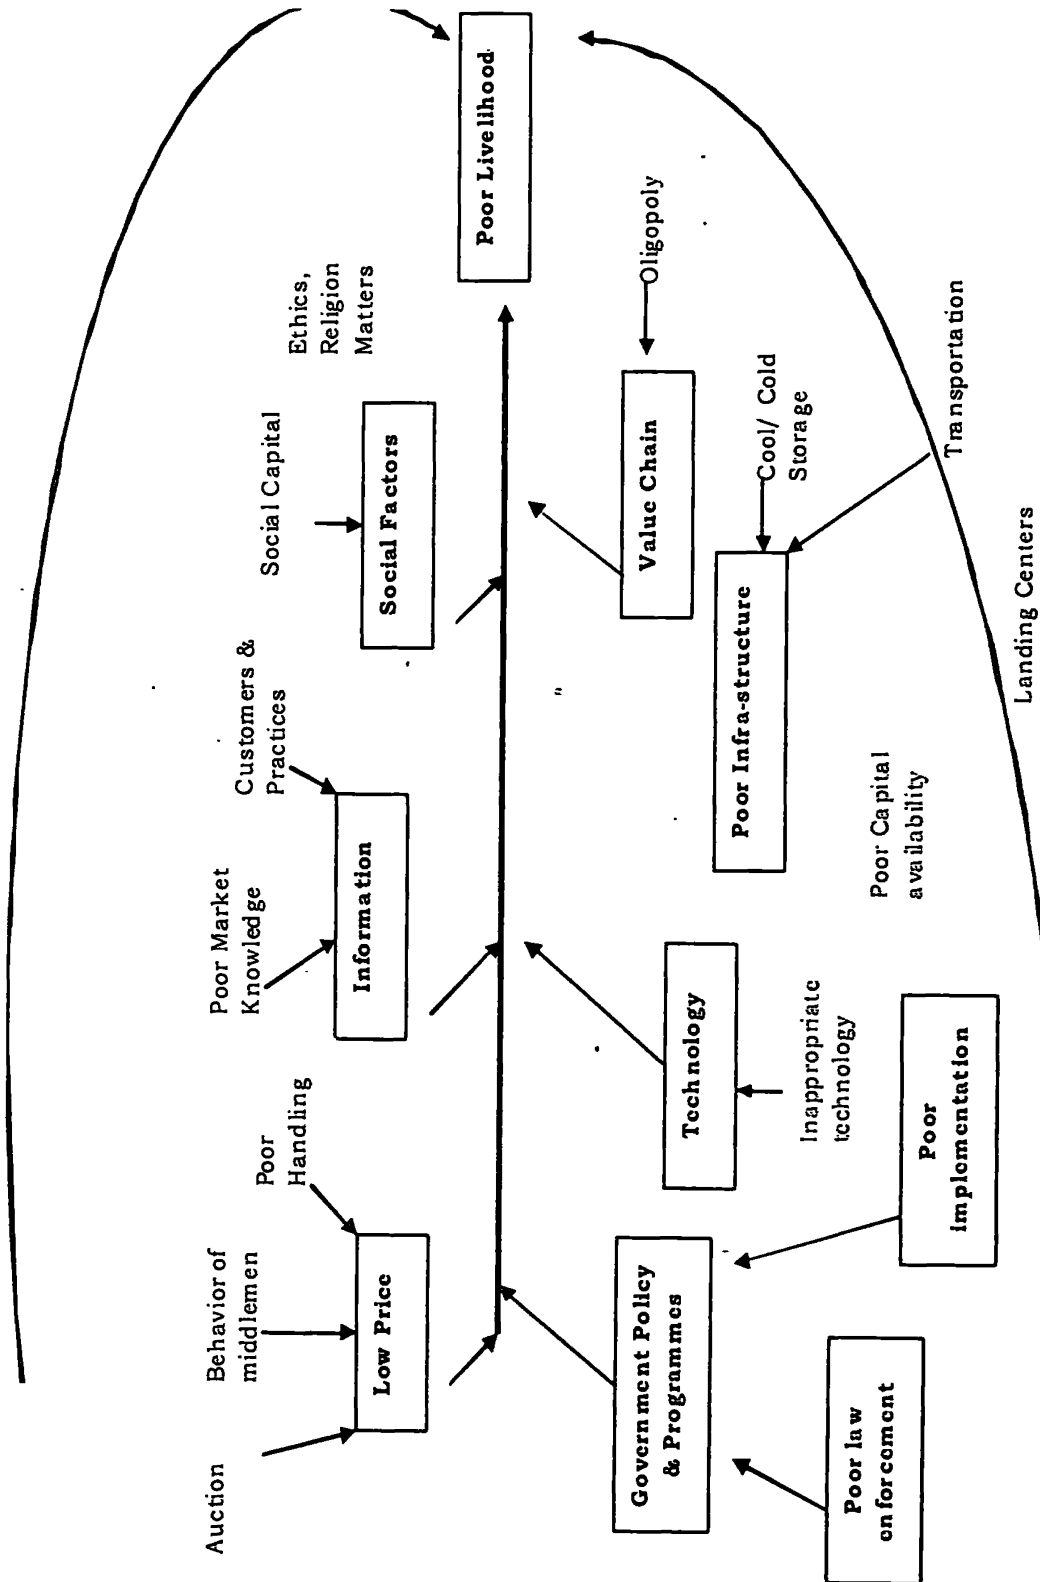 Auction
Behavior of
middlemen
Poor
Handling
Poor Market
Knowledge
Customers &
Practices
Social Capital
Ethics,
Religion
Matters
Low Price
Information
Social Factors
Poor Livelihood
Government Policy
& Programmes
Technology
Value Chain
Oligopoly
Poor Infra-structure
Cool/ Cold
Storage
Inappropriate
technology
Poor Capital
availability
Transportation
Poor law
enforcement
Poor
implementation
Landing Centers